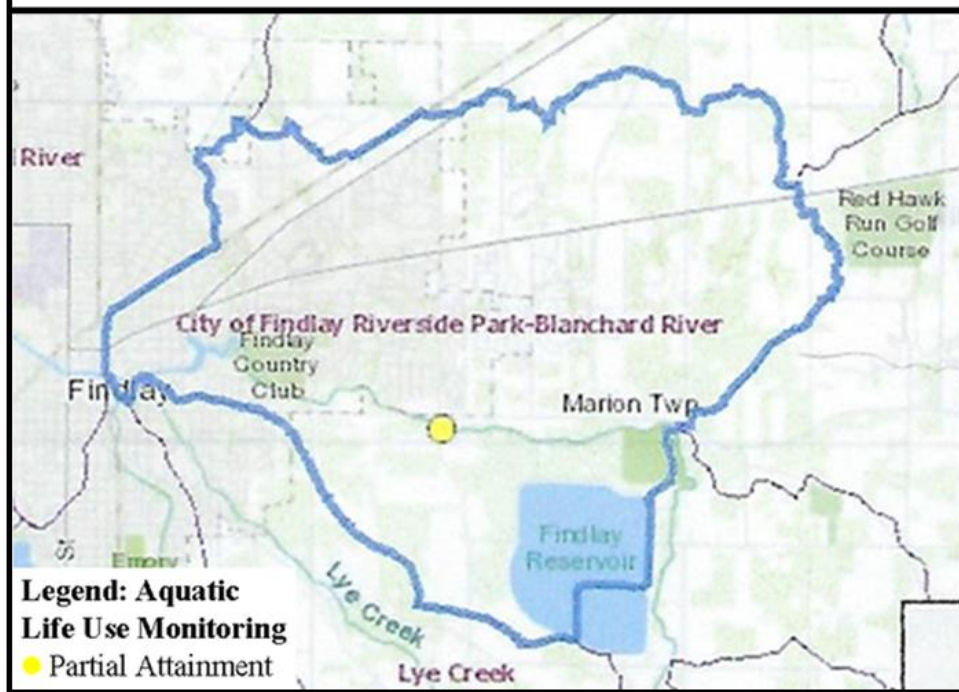 River
Red Hawk
Run Golf
Course
City of Findlay Riverside Park-Blanchard River
Findlay
Country
Club
Findlay
Marion Twp
Findlay
Reservoir
Emory
Lye Creek
Lye Creek
Legend: Aquatic
Life Use Monitoring
Partial Attainment